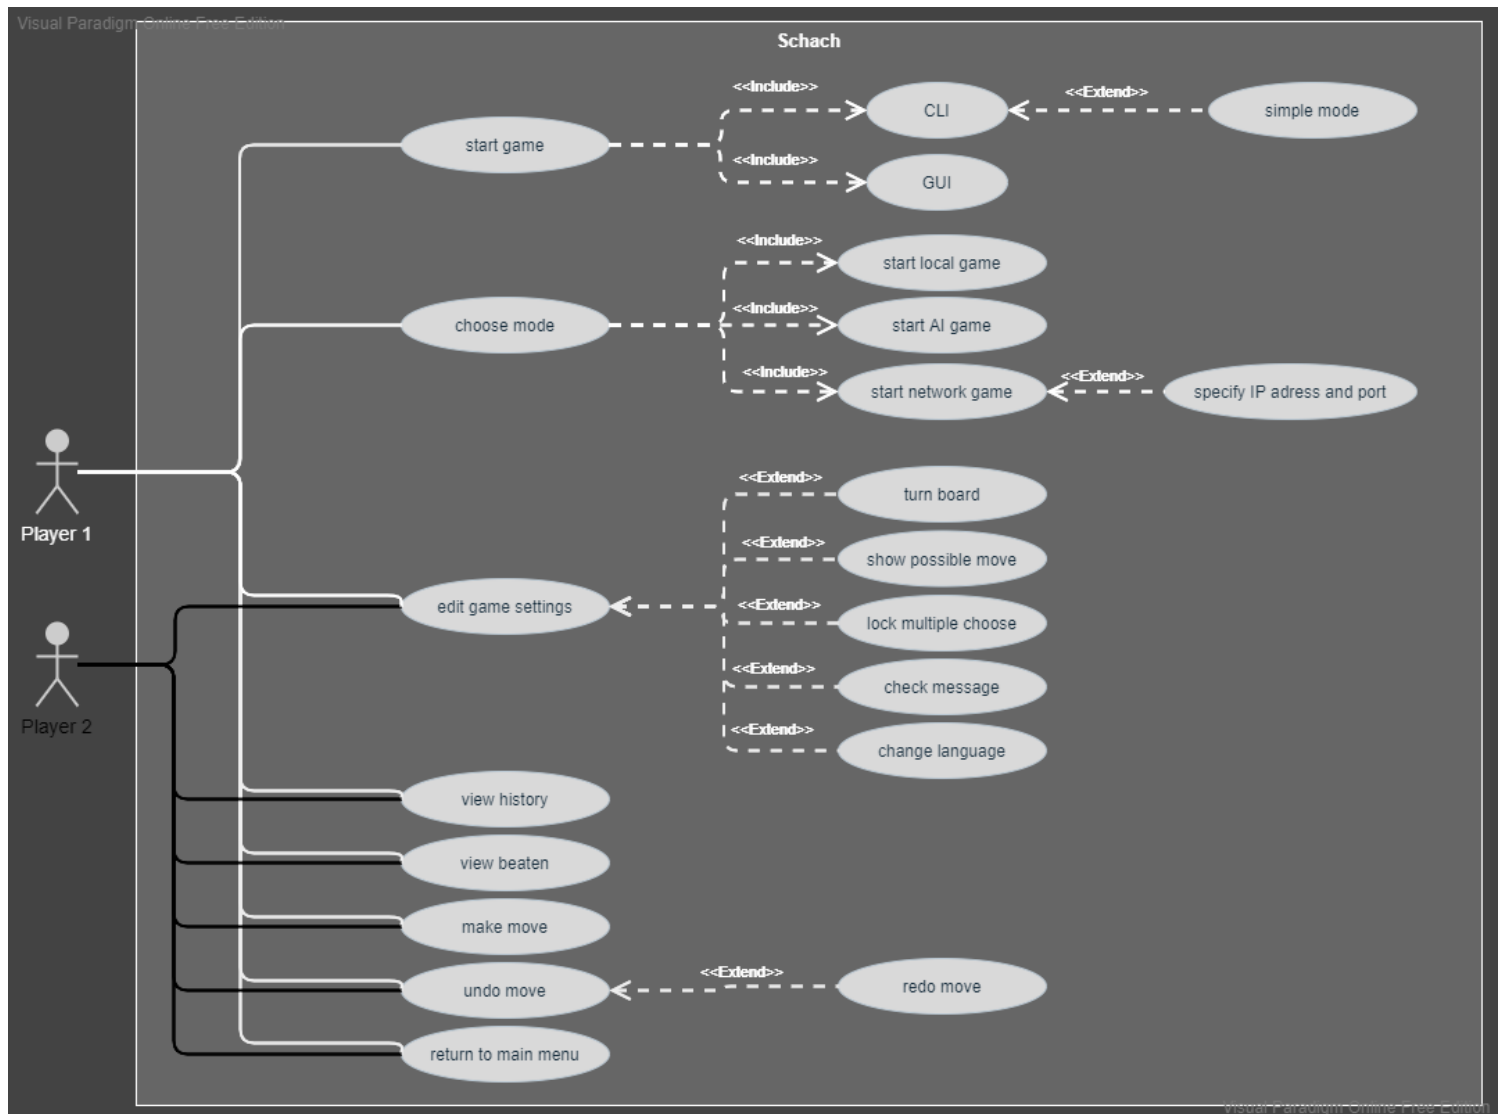 Visual Paradigm Online Free Edition
Schach
<<Include>>
CLI
<<Extend>>
simple mode
start game
<<Include>>
GUI
<<Include>>
start local game
<<Include>>
choose mode
start AI game
<<Include>>
start network game
<<Extend>>
specify IP adress and port
Player 1
<<Extend>>
turn board
<<Extend>>
show possible move
edit game settings
<<Extend>>
lock multiple choose
<<Extend>>
check message
<<Extend>>
change language
Player 2
view history
view beaten
make move
undo move
<<Extend>>
redo move
return to main menu
Visual Paradigm Online Free Edition